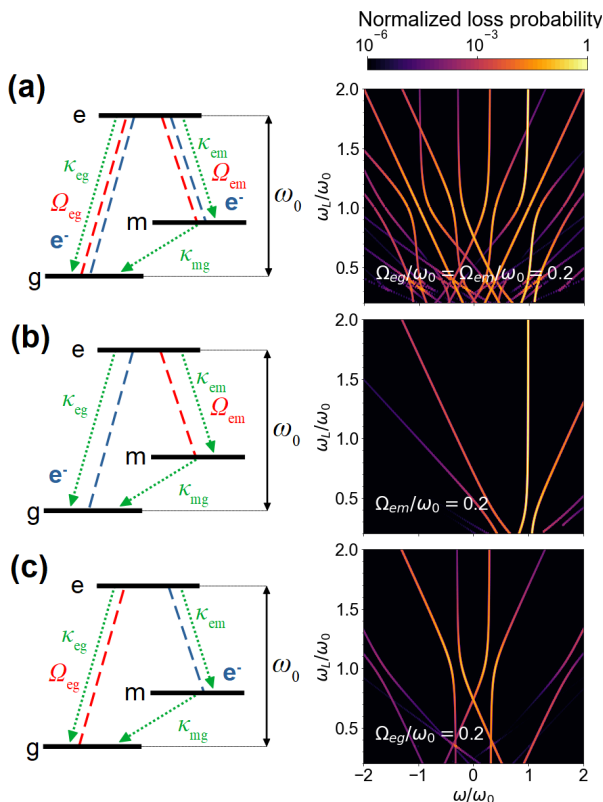 Normalized loss probability
10⁻⁶ 10⁻³ 1
(a)
e
κeg
Ωeg
e⁻
κem
Ωem
e⁻
m
κmg
g
ω0
ωL/ω0
2.0
1.5
1.0
0.5
Ωeg/ω0 = Ωem/ω0 = 0.2
(b)
e
κeg
e⁻
κem
Ωem
m
κmg
g
ω0
ωL/ω0
2.0
1.5
1.0
0.5
Ωem/ω0 = 0.2
(c)
e
κeg
Ωeg
κem
e⁻
m
κmg
g
ω0
ωL/ω0
2.0
1.5
1.0
0.5
Ωeg/ω0 = 0.2
−2 −1 0 1 2
ω/ω0